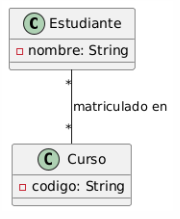 C Estudiante
- nombre: String
*
matriculado en
*
C Curso
- codigo: String